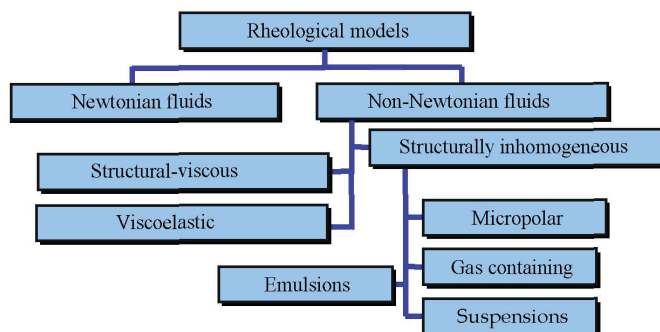 Rheological models
Newtonian fluids
Non-Newtonian fluids
Structurally inhomogeneous
Structural-viscous
Viscoelastic
Micropolar
Gas containing
Emulsions
Suspensions